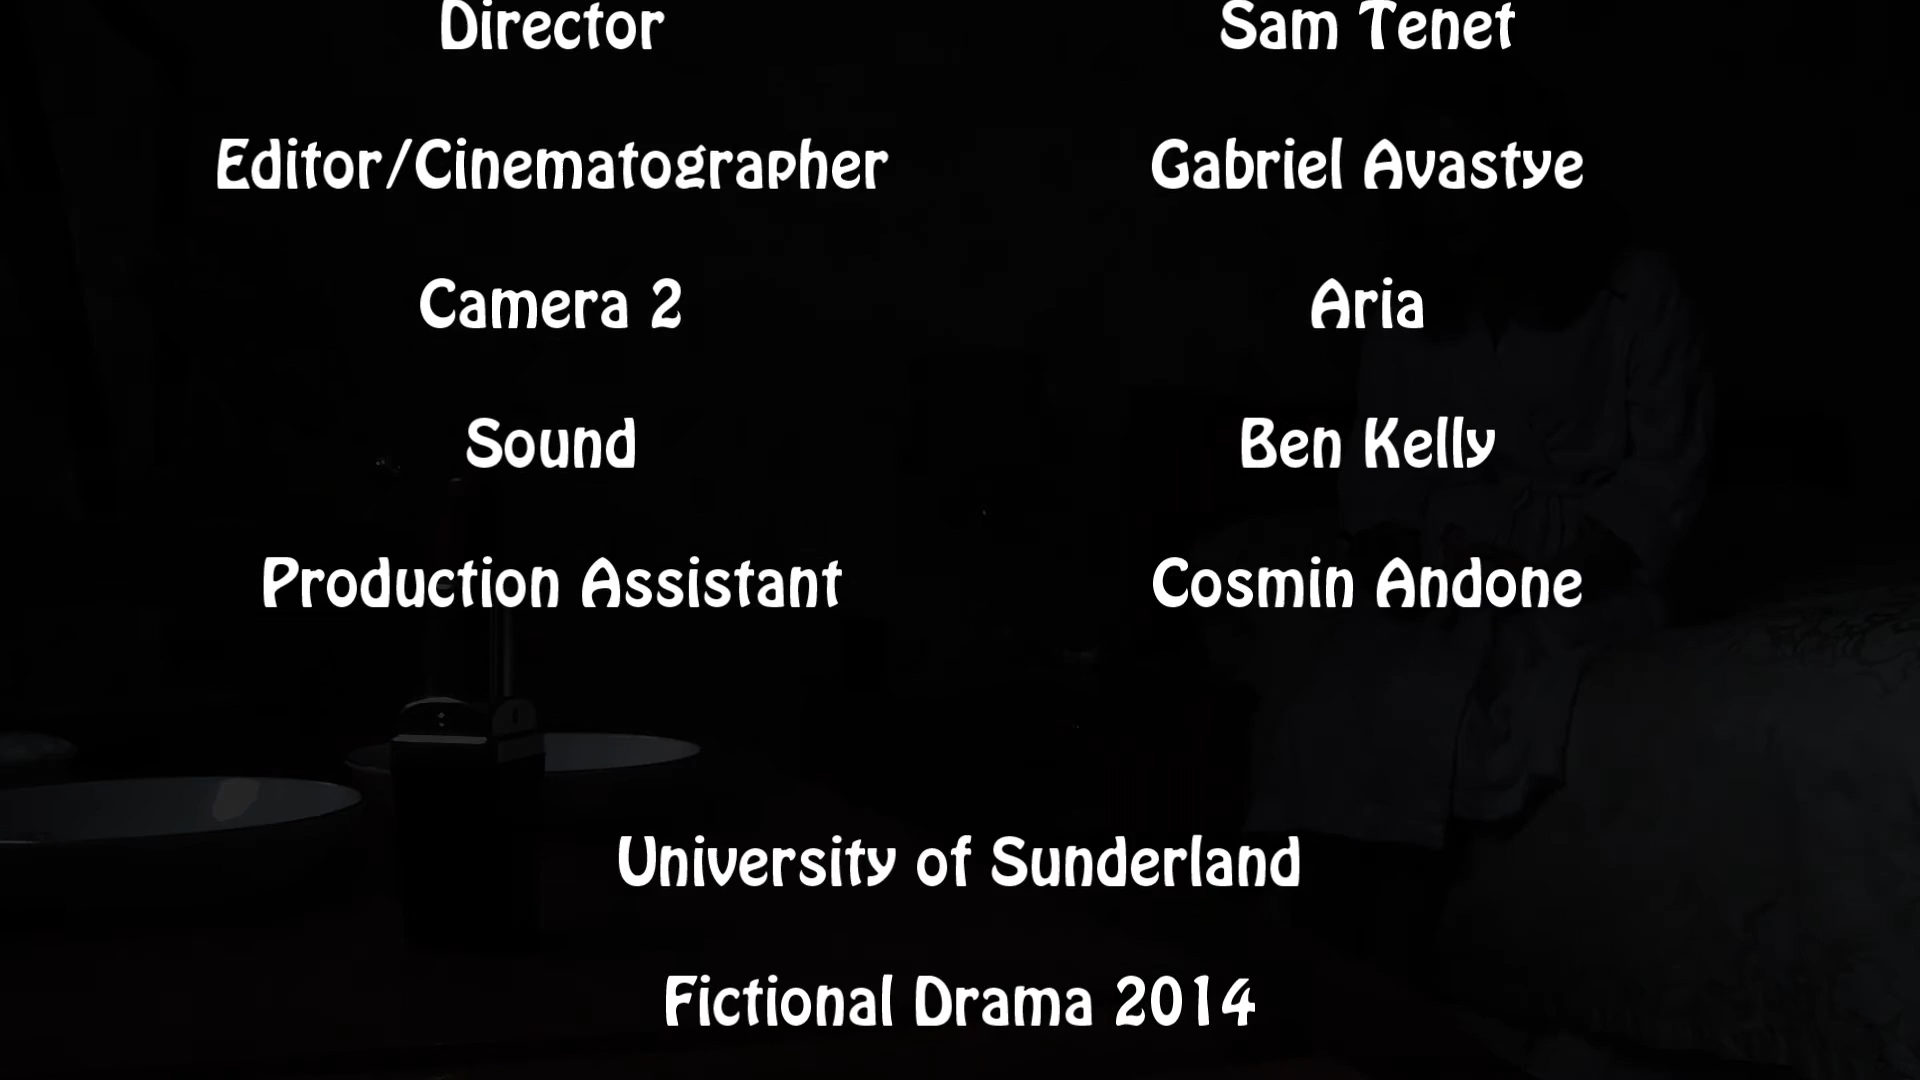 Director Sam Tenet
Editor/Cinematographer Gabriel Avastye
Camera 2 Aria
Sound Ben Kelly
Production Assistant Cosmin Andone
University of Sunderland
Fictional Drama 2014